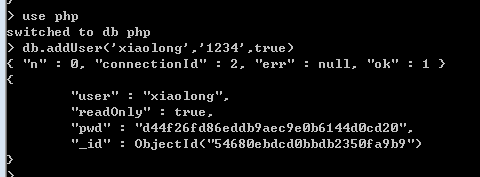 > use php
switched to db php
> db.addUser('xiaolong','1234',true)
{ "n" : 0, "connectionId" : 2, "err" : null, "ok" : 1 }
{
        "user" : "xiaolong",
        "readOnly" : true,
        "pwd" : "d44f26fd86eddb9aec9e0b6144d0cd20",
        "_id" : ObjectId("54680ebdcd0bbdb2350fa9b9")
}
>